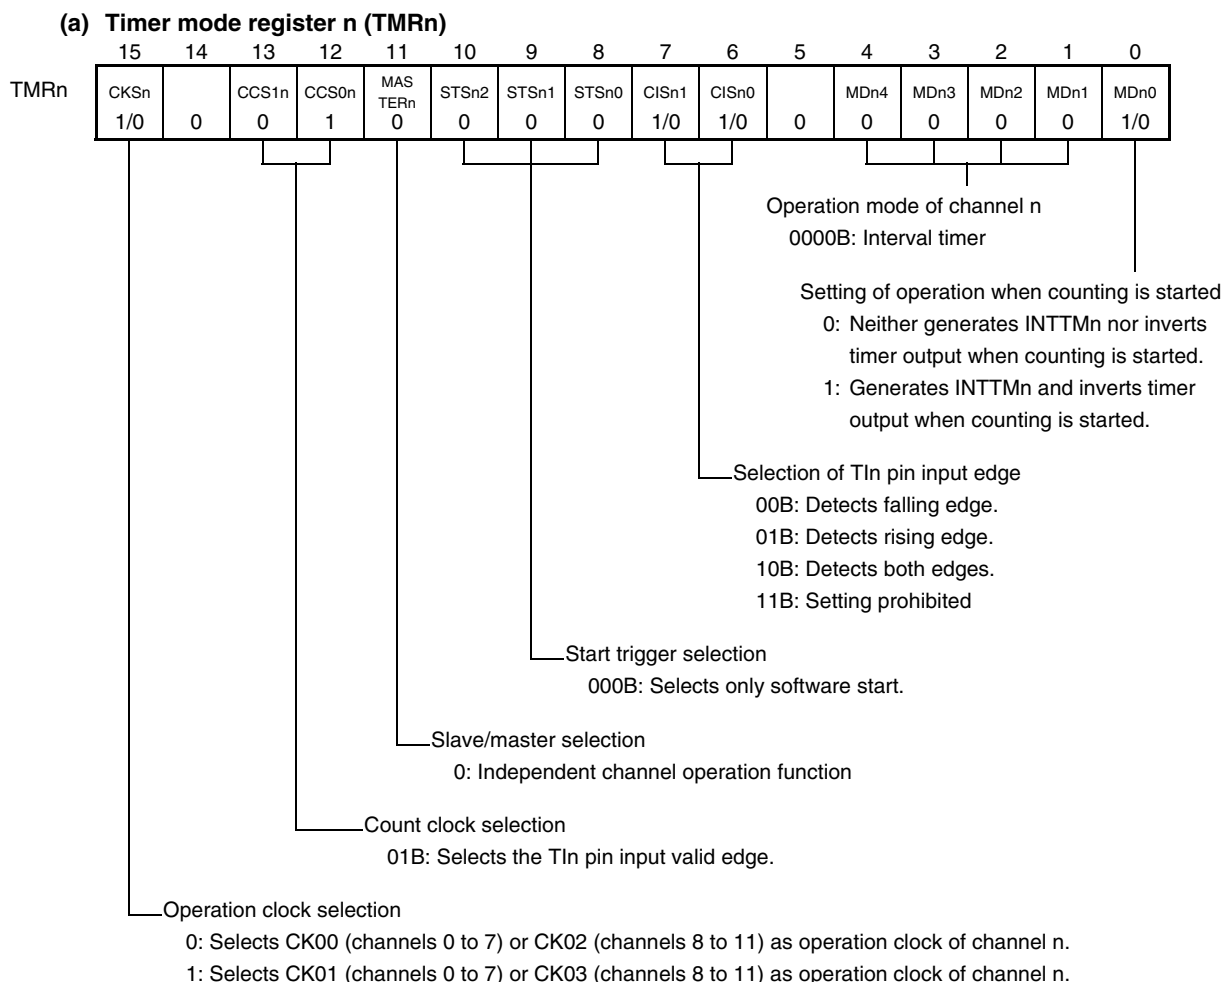 (a) Timer mode register n (TMRn)
15 14 13 12 11 10 9 8 7 6 5 4 3 2 1 0
TMRn CKSn CCS1n CCS0n MAS TERn STSn2 STSn1 STSn0 CISn1 CISn0 MDn4 MDn3 MDn2 MDn1 MDn0
1/0 0 0 1 0 0 0 0 1/0 1/0 0 0 0 0 0 1/0
Operation mode of channel n
0000B: Interval timer
Setting of operation when counting is started
0: Neither generates INTTMn nor inverts
timer output when counting is started.
1: Generates INTTMn and inverts timer
output when counting is started.
Selection of TIn pin input edge
00B: Detects falling edge.
01B: Detects rising edge.
10B: Detects both edges.
11B: Setting prohibited
Start trigger selection
000B: Selects only software start.
Slave/master selection
0: Independent channel operation function
Count clock selection
01B: Selects the TIn pin input valid edge.
Operation clock selection
0: Selects CK00 (channels 0 to 7) or CK02 (channels 8 to 11) as operation clock of channel n.
1: Selects CK01 (channels 0 to 7) or CK03 (channels 8 to 11) as operation clock of channel n.